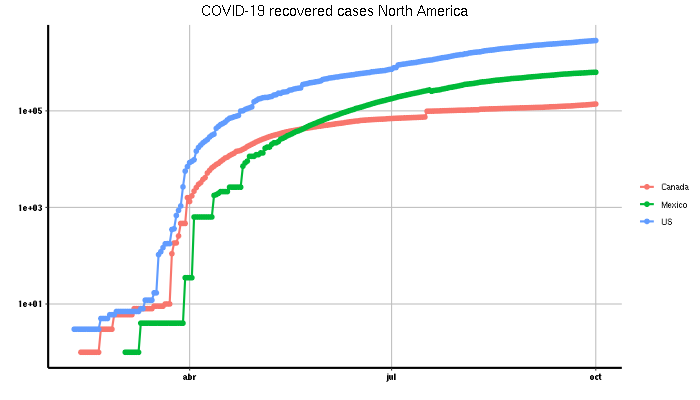 COVID-19 recovered cases North America
1e+05
1e+03
1e+01
abr
jul
oct
Canada
Mexico
US